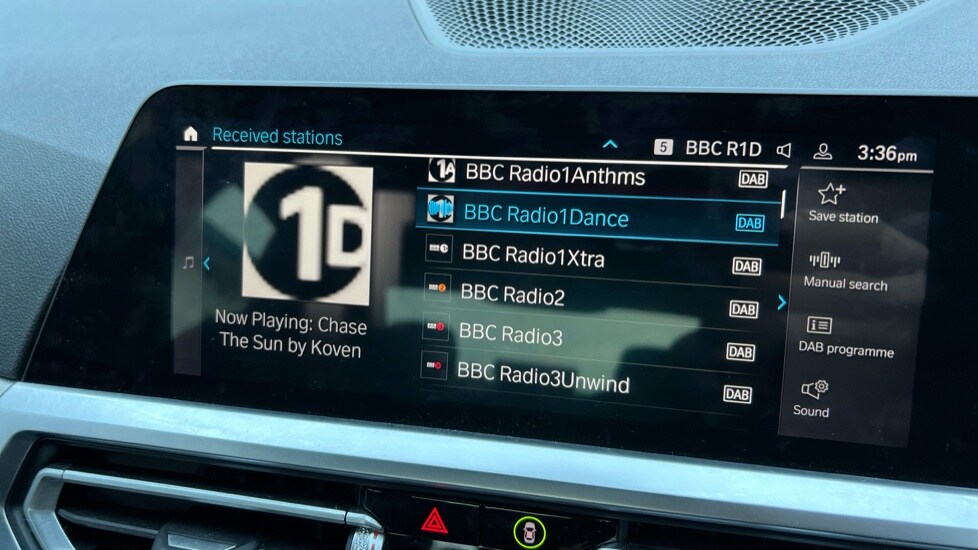 Received stations
5 BBC R1D
3:36pm
1D
Now Playing: Chase
The Sun by Koven
1A BBC Radio1Anthms DAB
BBC Radio1Dance DAB
BBC Radio1Xtra DAB
BBC Radio2 DAB
BBC Radio3 DAB
BBC Radio3Unwind DAB
Save station
Manual search
DAB programme
Sound